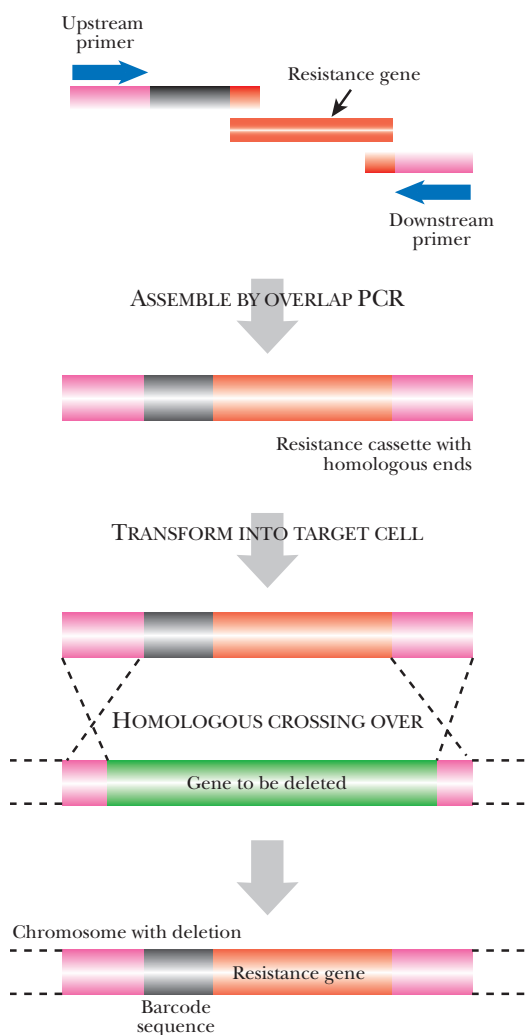 Upstream
primer
Resistance gene
Downstream
primer
ASSEMBLE BY OVERLAP PCR
Resistance cassette with
homologous ends
TRANSFORM INTO TARGET CELL
HOMOLOGOUS CROSSING OVER
Gene to be deleted
Chromosome with deletion
Resistance gene
Barcode
sequence